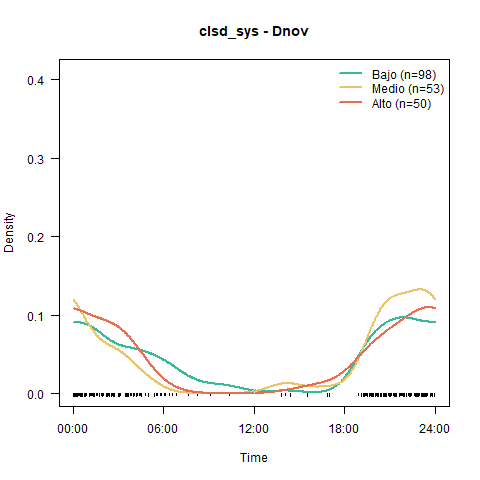 clsd_sys - Dnov
Bajo (n=98)
Medio (n=53)
Alto (n=50)
0.4
0.3
0.2
0.1
0.0
Density
00:00 06:00 12:00 18:00 24:00
Time